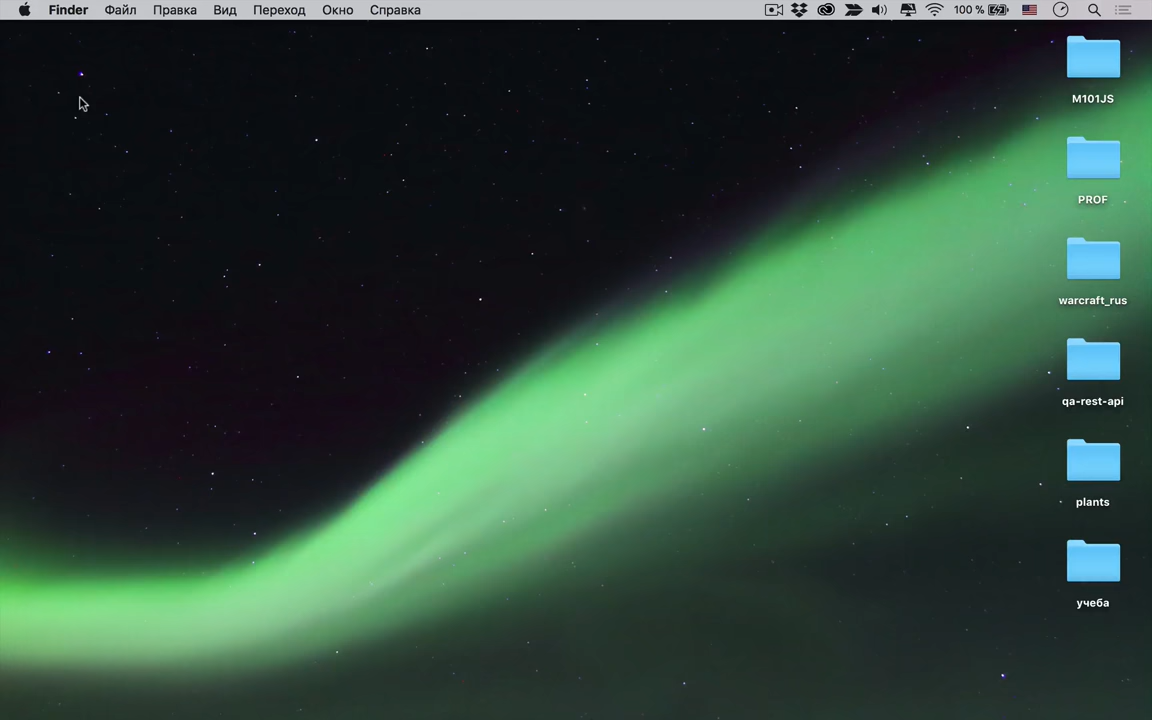 Finder Файл Правка Вид Переход Окно Справка 100 %
M101JS
PROF
warcraft_rus
qa-rest-api
plants
учеба